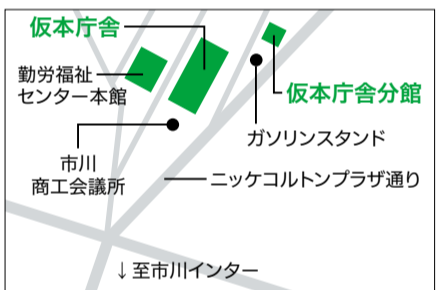 仮本庁舎
勤労福祉
センター本館
仮本庁舎分館
ガソリンスタンド
市川
商工会議所
ニッケコルトンプラザ通り
↓至市川インター